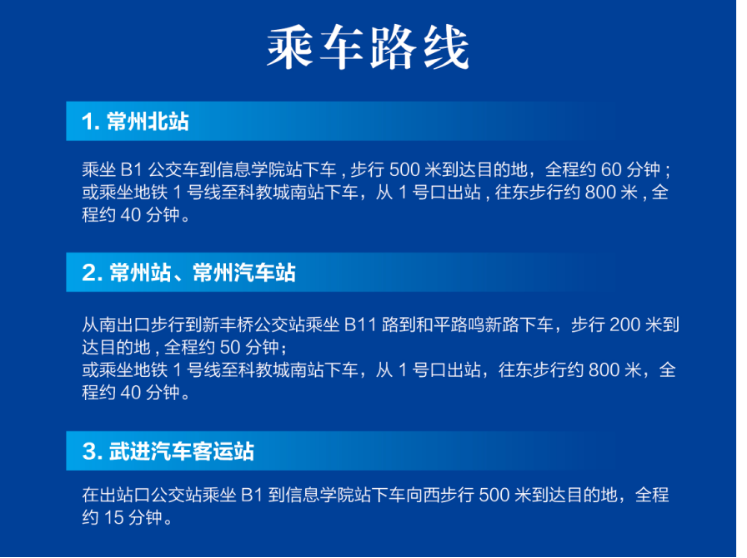 乘车路线
1. 常州北站
乘坐 B1 公交车到信息学院站下车 , 步行 500 米到达目的地，全程约 60 分钟 ;
或乘坐地铁 1 号线至科教城南站下车，从 1 号口出站 , 往东步行约 800 米 , 全
程约 40 分钟。
2. 常州站、常州汽车站
从南出口步行到新丰桥公交站乘坐 B11 路到和平路鸣新路下车，步行 200 米到
达目的地 , 全程约 50 分钟；
或乘坐地铁 1 号线至科教城南站下车，从 1 号口出站，往东步行约 800 米，全
程约 40 分钟。
3. 武进汽车客运站
在出站口公交站乘坐 B1 到信息学院站下车向西步行 500 米到达目的地，全程
约 15 分钟。